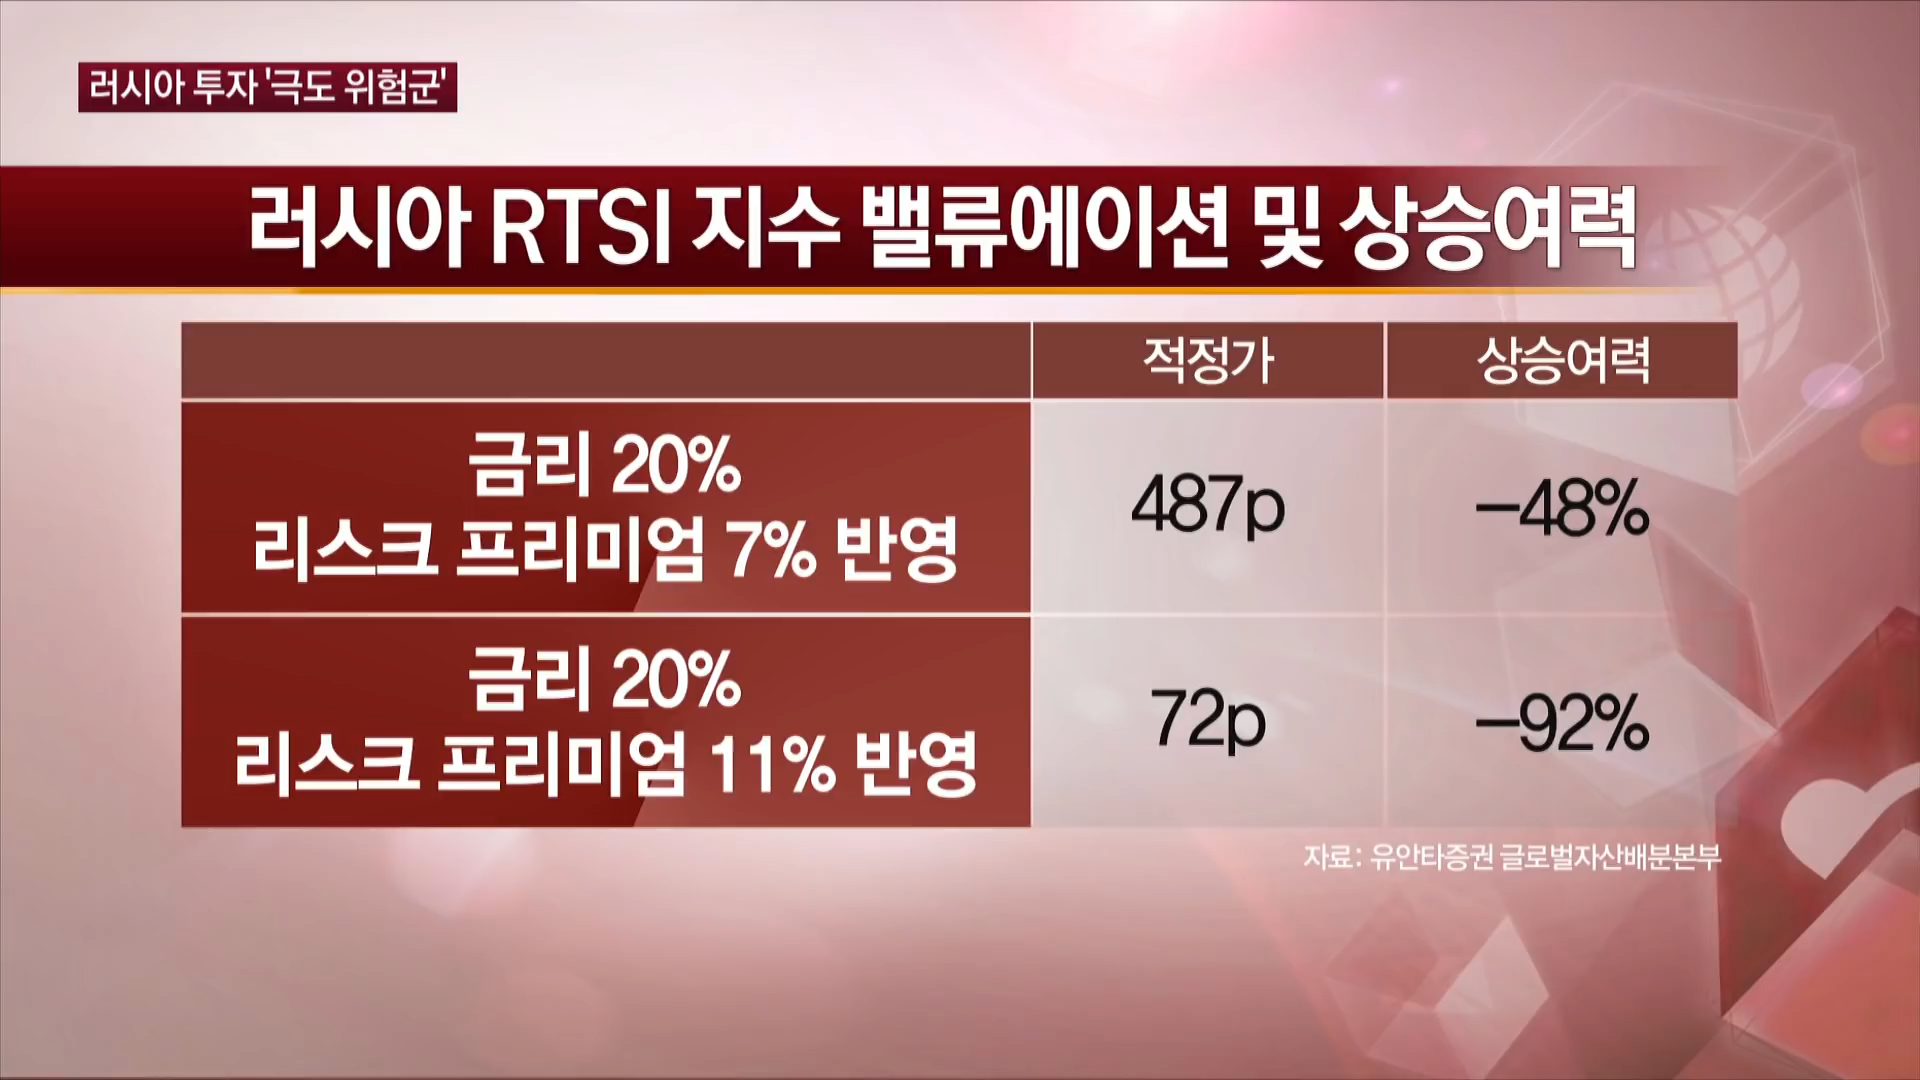 러시아 투자 '극도 위험군'
러시아 RTSI 지수 밸류에이션 및 상승여력
적정가 상승여력
금리 20%
리스크 프리미엄 7% 반영
487p -48%
금리 20%
리스크 프리미엄 11% 반영
72p -92%
자료: 유안타증권 글로벌자산배분본부